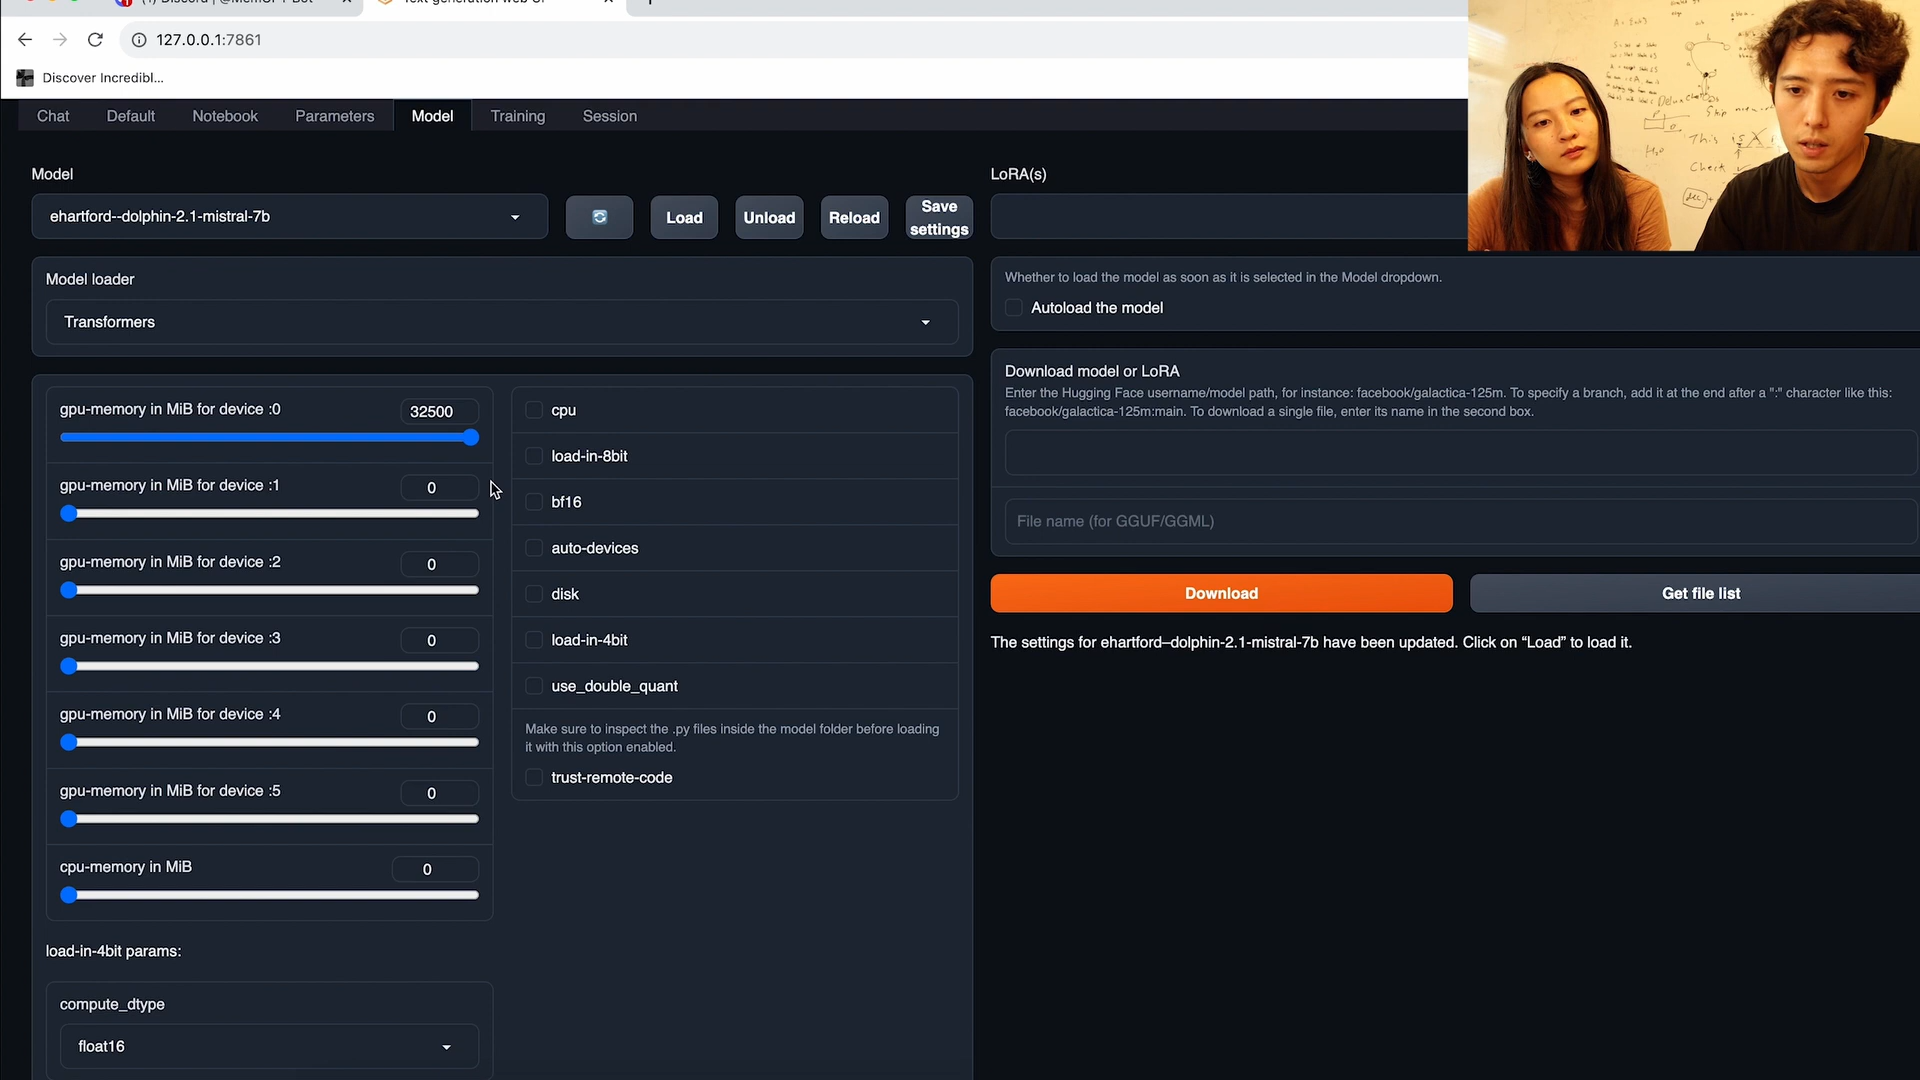 127.0.0.1:7861
Discover Incredibl...
Chat
Default
Notebook
Parameters
Model
Training
Session
Model
ehartford--dolphin-2.1-mistral-7b
Load
Unload
Reload
Save
settings
LoRA(s)
Model loader
Transformers
Whether to load the model as soon as it is selected in the Model dropdown.
Autoload the model
gpu-memory in MiB for device :0
32500
gpu-memory in MiB for device :1
0
gpu-memory in MiB for device :2
0
gpu-memory in MiB for device :3
0
gpu-memory in MiB for device :4
0
gpu-memory in MiB for device :5
0
cpu-memory in MiB
0
cpu
load-in-8bit
bf16
auto-devices
disk
load-in-4bit
use_double_quant
Make sure to inspect the .py files inside the model folder before loading
it with this option enabled.
trust-remote-code
Download model or LoRA
Enter the Hugging Face username/model path, for instance: facebook/galactica-125m. To specify a branch, add it at the end after a ":" character like this:
facebook/galactica-125m:main. To download a single file, enter its name in the second box.
File name (for GGUF/GGML)
Download
Get file list
The settings for ehartford–dolphin-2.1-mistral-7b have been updated. Click on “Load” to load it.
load-in-4bit params:
compute_dtype
float16
This is X